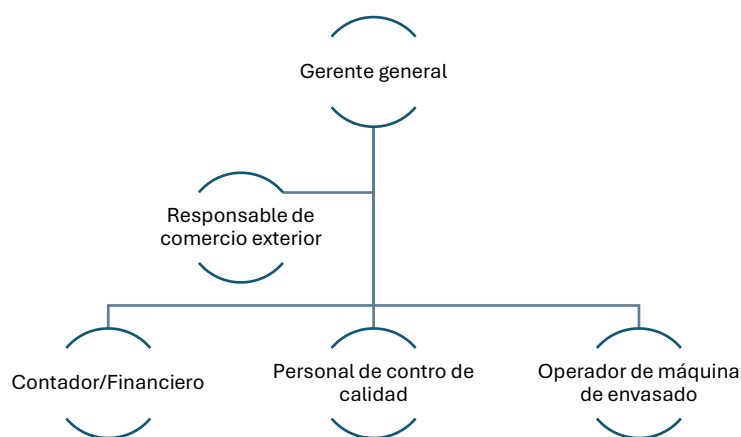 Gerente general
Responsable de
comercio exterior
Contador/Financiero
Personal de contro de
calidad
Operador de máquina
de envasado